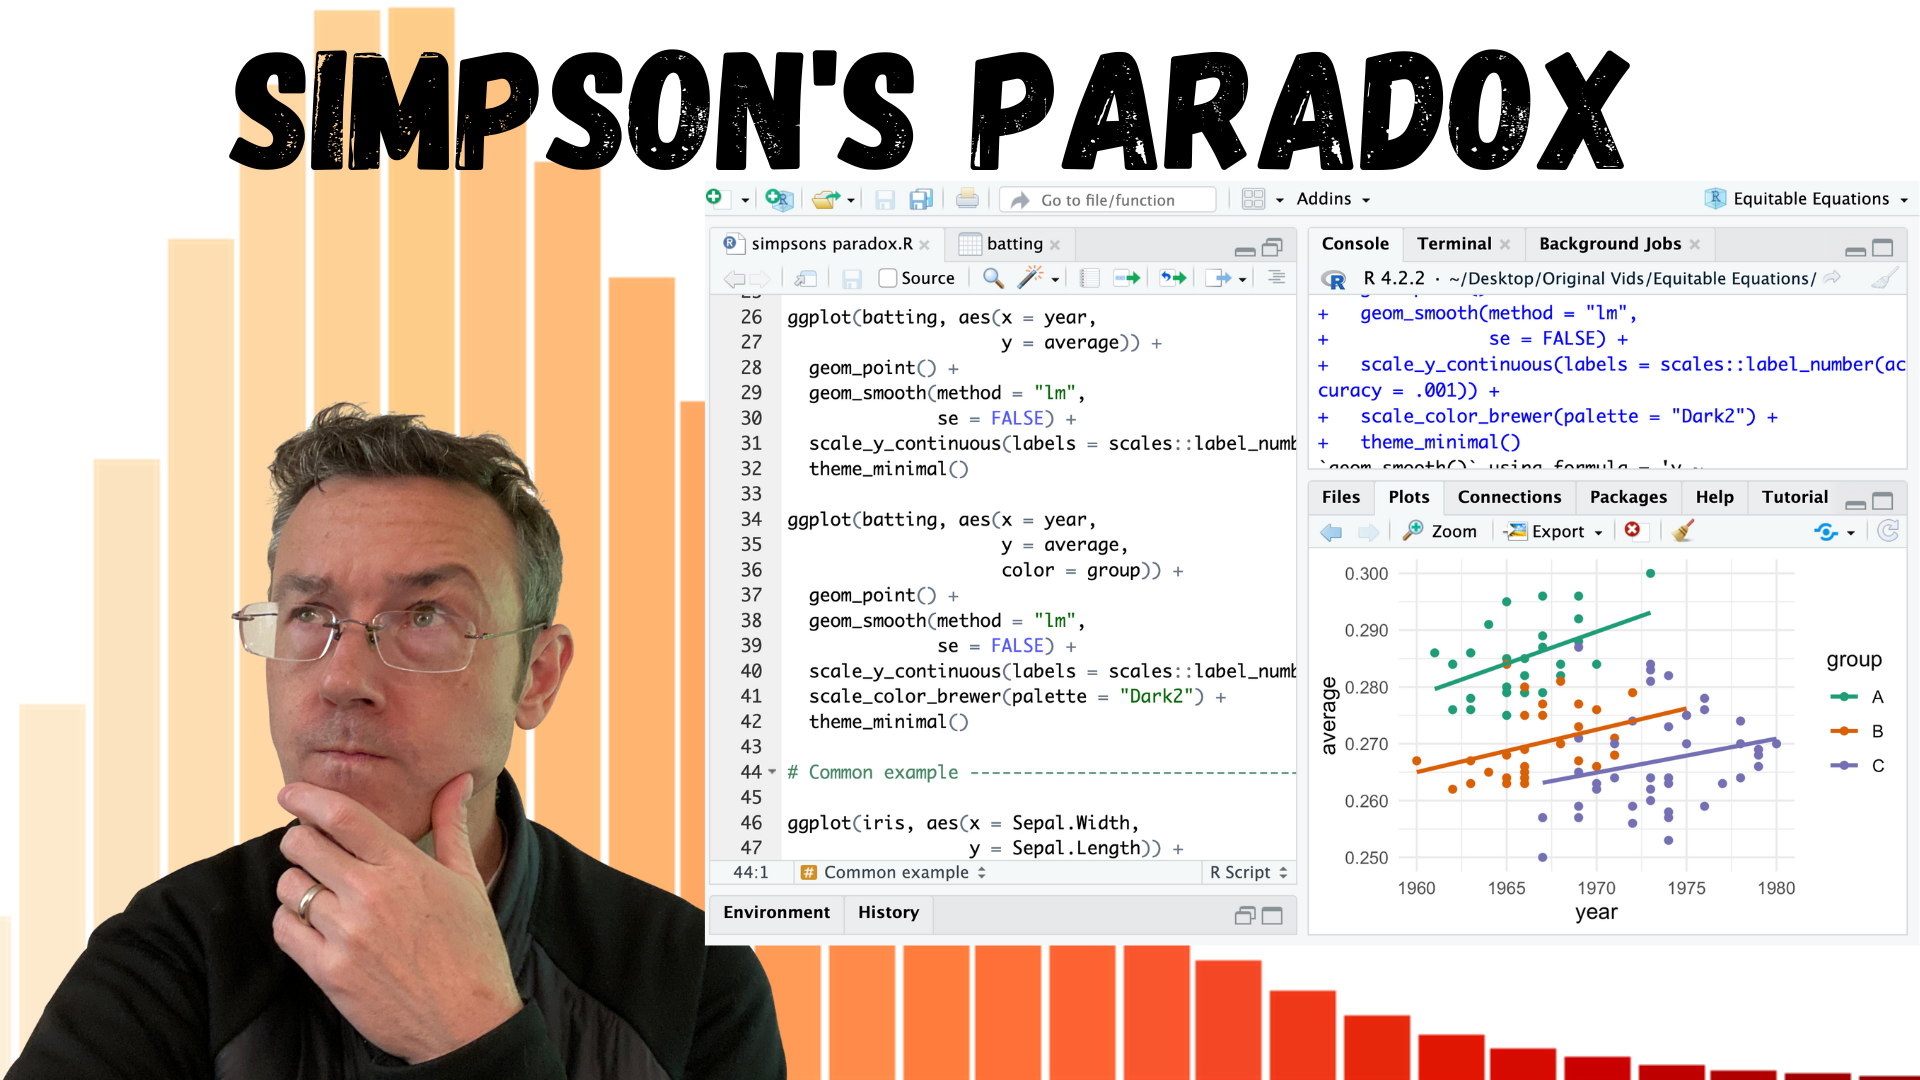 SIMPSON'S PARADOX
Go to file/function
Addins
Equitable Equations
simpsons paradox.R
batting
Source
26 ggplot(batting, aes(x = year,
27 y = average)) +
28 geom_point() +
29 geom_smooth(method = "lm",
30 se = FALSE) +
31 scale_y_continuous(labels = scales::label_numb
32 theme_minimal()
33
34 ggplot(batting, aes(x = year,
35 y = average,
36 color = group)) +
37 geom_point() +
38 geom_smooth(method = "lm",
39 se = FALSE) +
40 scale_y_continuous(labels = scales::label_numb
41 scale_color_brewer(palette = "Dark2") +
42 theme_minimal()
43
44 # Common example ------------------------------
45
46 ggplot(iris, aes(x = Sepal.Width,
47 y = Sepal.Length)) +
44:1
# Common example
R Script
Environment
History
Console
Terminal
Background Jobs
R R 4.2.2 · ~/Desktop/Original Vids/Equitable Equations/
+ geom_smooth(method = "lm",
+ se = FALSE) +
+ scale_y_continuous(labels = scales::label_number(ac
curacy = .001)) +
+ scale_color_brewer(palette = "Dark2") +
+ theme_minimal()
`geom_smooth()` using formula = 'y ~
Files
Plots
Connections
Packages
Help
Tutorial
Zoom
Export
0.300
0.290
0.280
0.270
0.260
0.250
average
1960
1965
1970
1975
1980
year
group
A
B
C